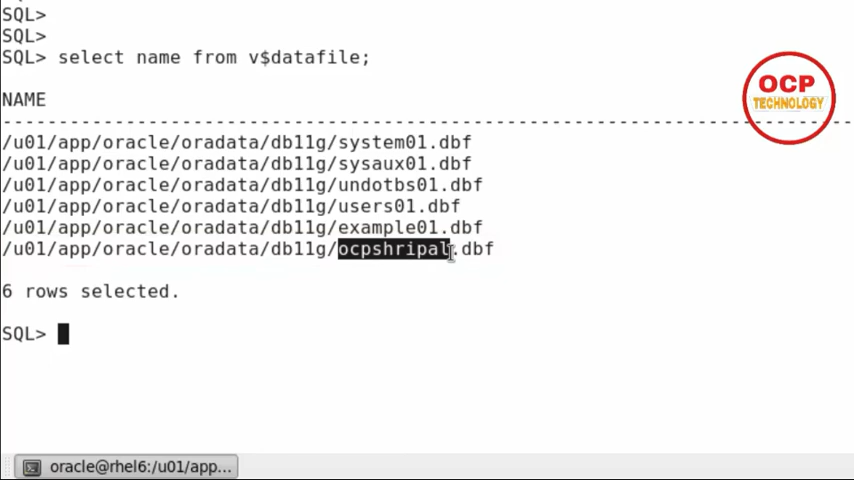 SQL>
SQL>
SQL> select name from v$datafile;
OCP
TECHNOLOGY
NAME
--------------------------------------------------------------------------------
/u01/app/oracle/oradata/db11g/system01.dbf
/u01/app/oracle/oradata/db11g/sysaux01.dbf
/u01/app/oracle/oradata/db11g/undotbs01.dbf
/u01/app/oracle/oradata/db11g/users01.dbf
/u01/app/oracle/oradata/db11g/example01.dbf
/u01/app/oracle/oradata/db11g/ocpshripal.dbf
6 rows selected.
SQL>
oracle@rhel6:/u01/app...